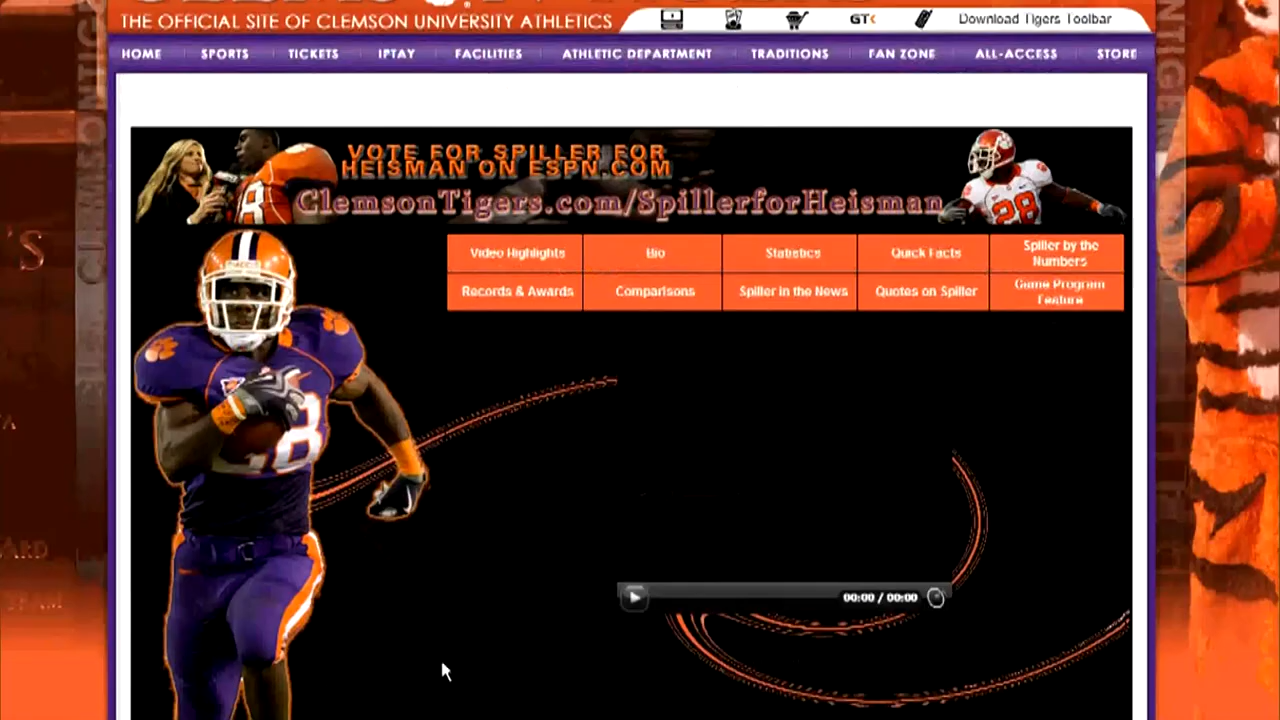 THE OFFICIAL SITE OF CLEMSON UNIVERSITY ATHLETICS
GT
Download Tigers Toolbar
HOME SPORTS TICKETS IPTAY FACILITIES ATHLETIC DEPARTMENT TRADITIONS FAN ZONE ALL-ACCESS STORE
VOTE FOR SPILLER FOR
HEISMAN ON ESPN.COM
ClemsonTigers.com/SpillerforHeisman
28
Video Highlights Bio Statistics Quick Facts Spiller by the
Numbers
Records & Awards Comparisons Spiller in the News Quotes on Spiller Game Program
Feature
28
00:00 / 00:00